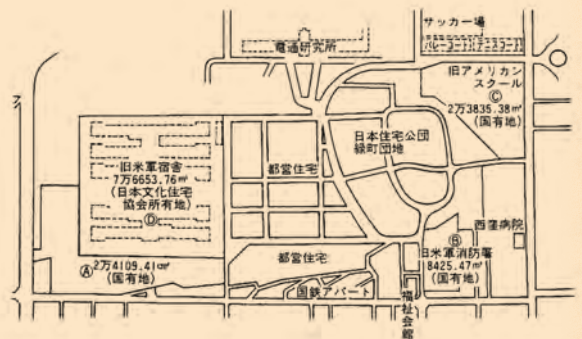 サッカー場
電通研究所
バレーコート
テニスコート
旧アメリカン
スクール
Ⓒ
2万3835.38㎡
(国有地)
日本住宅公団
緑町団地
都営住宅
旧米軍宿舎
7万6653.76㎡
(日本文化住宅
協会所有地)
Ⓓ
西窪病院
Ⓑ
旧米軍消防署
8425.47㎡
(国有地)
都営住宅
Ⓐ2万4109.41㎡
(国有地)
国鉄アパート
福祉会館